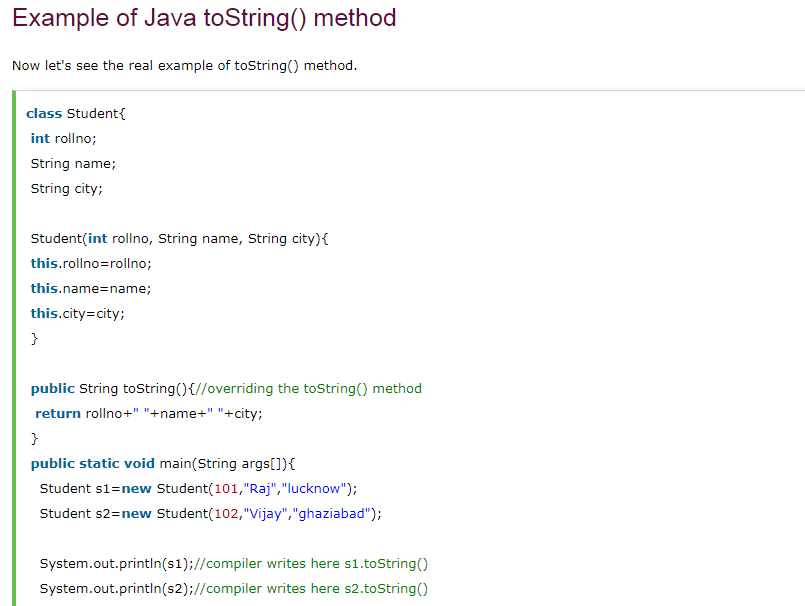 Example of Java toString() method
Now let's see the real example of toString() method.
class Student{
int rollno;
String name;
String city;
Student(int rollno, String name, String city){
this.rollno=rollno;
this.name=name;
this.city=city;
}
public String toString(){//overriding the toString() method
return rollno+" "+name+" "+city;
}
public static void main(String args[]){
Student s1=new Student(101,"Raj","lucknow");
Student s2=new Student(102,"Vijay","ghaziabad");
System.out.println(s1);//compiler writes here s1.toString()
System.out.println(s2);//compiler writes here s2.toString()